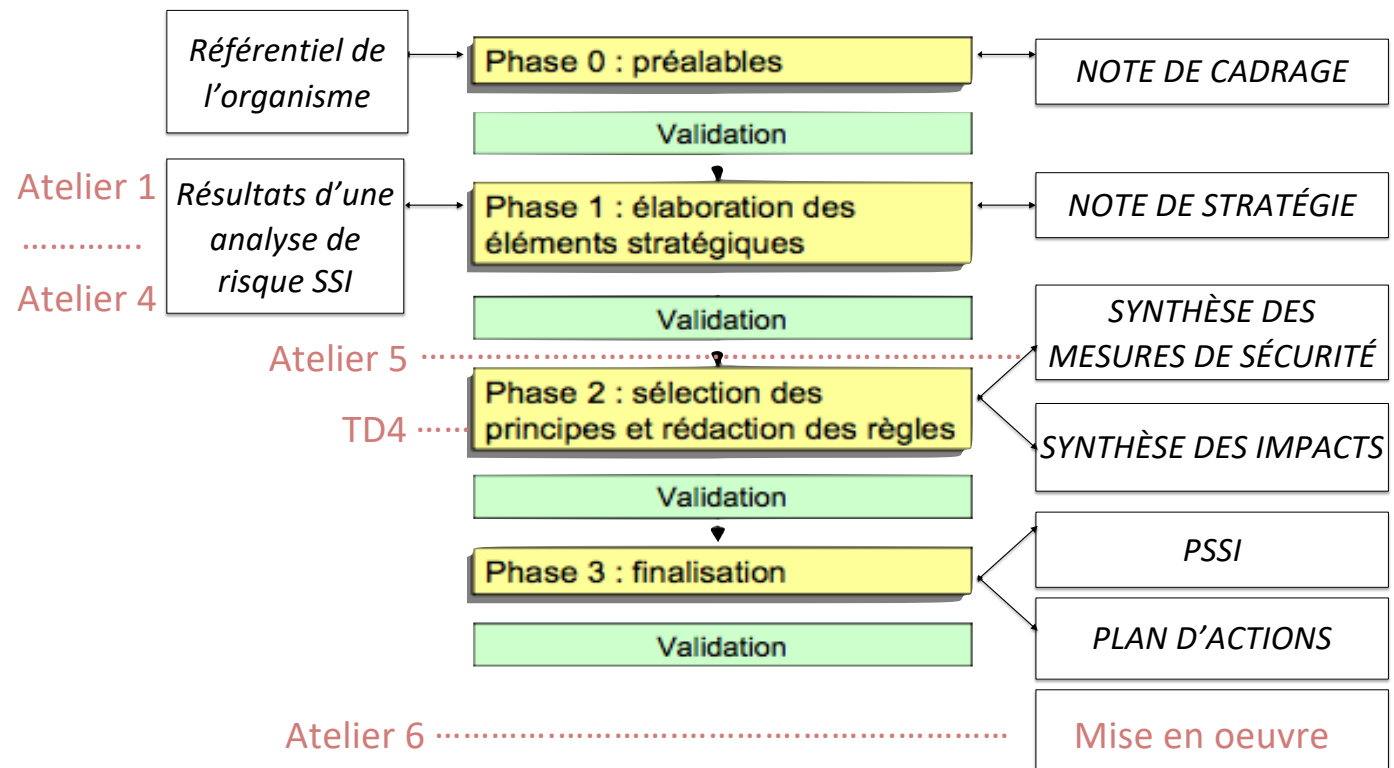 Référentiel de
l’organisme
Phase 0 : préalables
NOTE DE CADRAGE
Validation
Atelier 1
………….
Atelier 4
Résultats d’une
analyse de
risque SSI
Phase 1 : élaboration des
éléments stratégiques
NOTE DE STRATÉGIE
Validation
Atelier 5 ……………………………………………………
SYNTHÈSE DES
MESURES DE SÉCURITÉ
TD4 ……
Phase 2 : sélection des
principes et rédaction des règles
SYNTHÈSE DES IMPACTS
Validation
Phase 3 : finalisation
PSSI
PLAN D’ACTIONS
Validation
Atelier 6 ………….………….………….…….…………
Mise en oeuvre